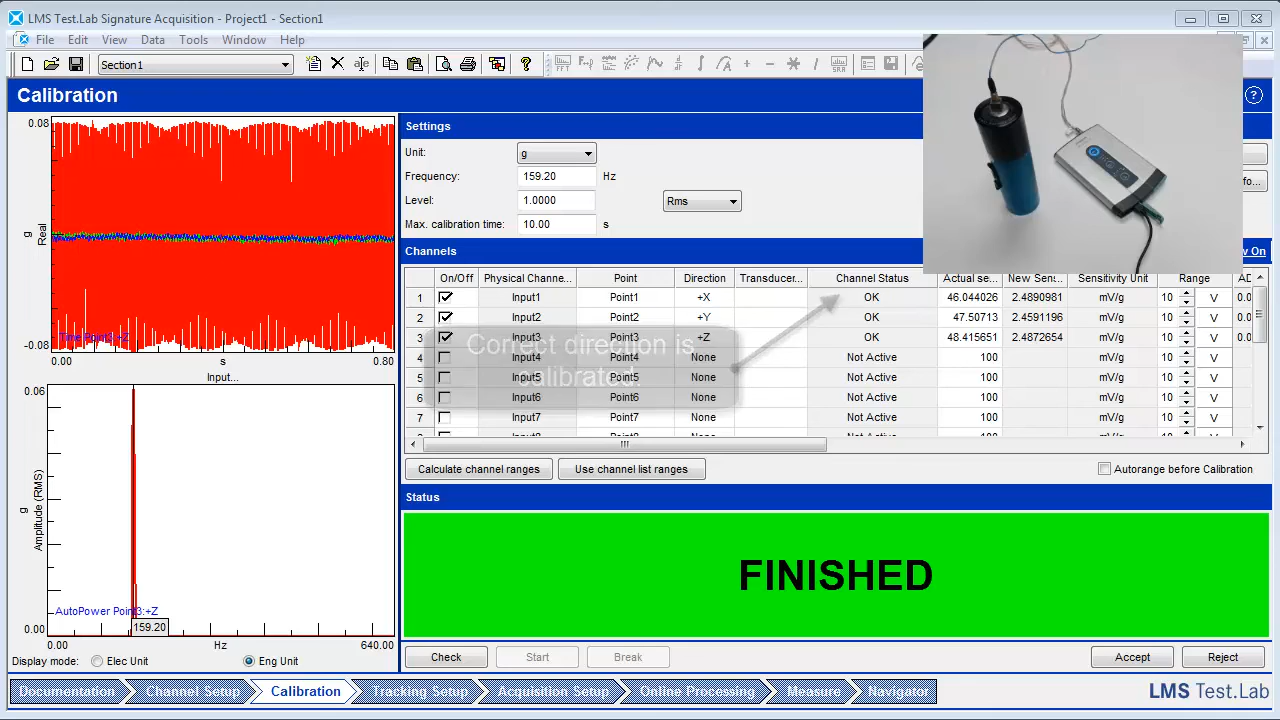 LMS Test.Lab Signature Acquisition - Project1 - Section1
File Edit View Data Tools Window Help
Section1
Calibration
0.08
g
Real
-0.08
Time Point3:+Z
0.00 s 0.80
Input...
0.06
g
Amplitude (RMS)
0.00
AutoPower Point3:+Z
159.20
0.00 Hz 640.00
Display mode: Elec Unit Eng Unit
Settings
Unit: g
Frequency: 159.20 Hz
Level: 1.0000 Rms
Max. calibration time: 10.00 s
Channels
On/Off Physical Channe... Point Direction Transducer... Channel Status Actual se... New Sens... Sensitivity Unit Range
1 Input1 Point1 +X OK 46.044026 2.4890981 mV/g 10 V 0.0
2 Input2 Point2 +Y OK 47.50713 2.4591196 mV/g 10 V 0.0
3 Input3 Point3 +Z OK 48.415651 2.4872654 mV/g 10 V 0.0
4 Input4 Point4 None Not Active 100 mV/g 10 V
5 Input5 Point5 None Not Active 100 mV/g 10 V
6 Input6 Point6 None Not Active 100 mV/g 10 V
7 Input7 Point7 None Not Active 100 mV/g 10 V
Correct direction is
calibrated.
Calculate channel ranges Use channel list ranges Autorange before Calibration
Status
FINISHED
Check Start Break Accept Reject
Documentation Channel Setup Calibration Tracking Setup Acquisition Setup Online Processing Measure Navigator
LMS Test.Lab